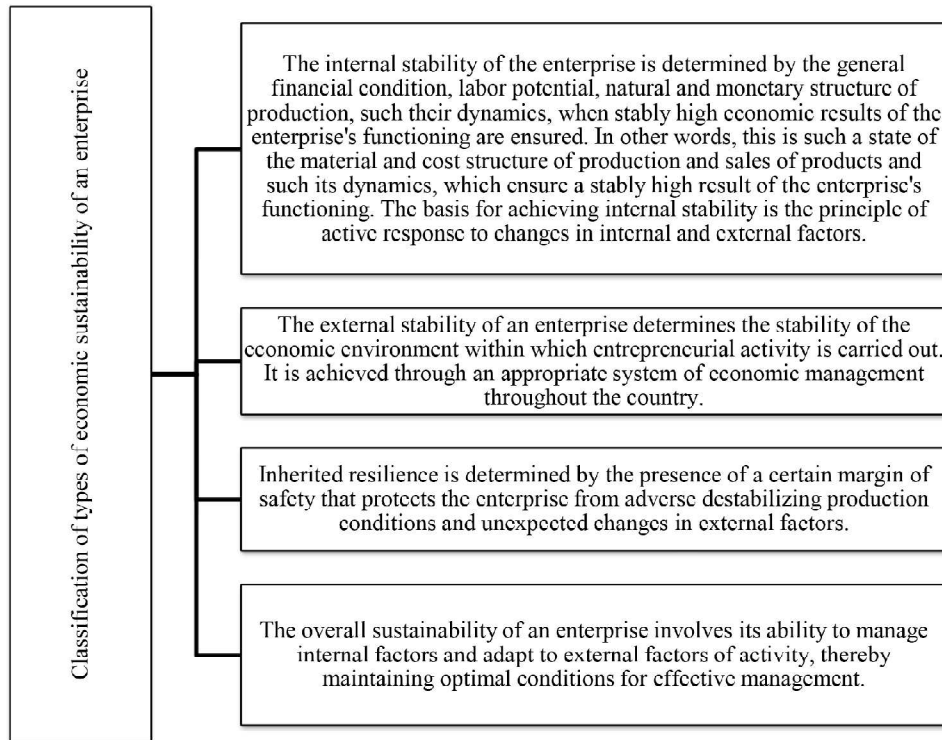 Classification of types of economic sustainability of an enterprise
The internal stability of the enterprise is determined by the general
financial condition, labor potential, natural and monetary structure of
production, such their dynamics, when stably high economic results of the
enterprise's functioning are ensured. In other words, this is such a state of
the material and cost structure of production and sales of products and
such its dynamics, which ensure a stably high result of the enterprise's
functioning. The basis for achieving internal stability is the principle of
active response to changes in internal and external factors.
The external stability of an enterprise determines the stability of the
economic environment within which entrepreneurial activity is carried out.
It is achieved through an appropriate system of economic management
throughout the country.
Inherited resilience is determined by the presence of a certain margin of
safety that protects the enterprise from adverse destabilizing production
conditions and unexpected changes in external factors.
The overall sustainability of an enterprise involves its ability to manage
internal factors and adapt to external factors of activity, thereby
maintaining optimal conditions for effective management.